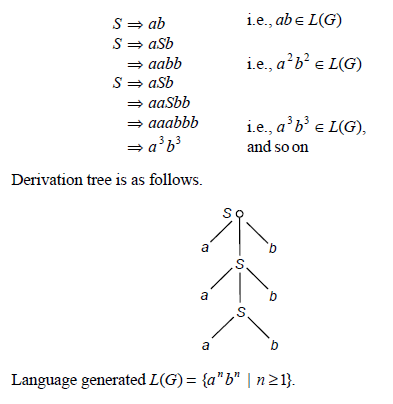 S ⇒ ab i.e., ab ∈ L(G)
S ⇒ aSb
⇒ aabb i.e., a²b² ∈ L(G)
S ⇒ aSb
⇒ aaSbb
⇒ aaabbb i.e., a³b³ ∈ L(G),
⇒ a³b³ and so on
Derivation tree is as follows.
S
a b
S
a b
S
a b
Language generated L(G) = {aⁿbⁿ | n ≥ 1}.